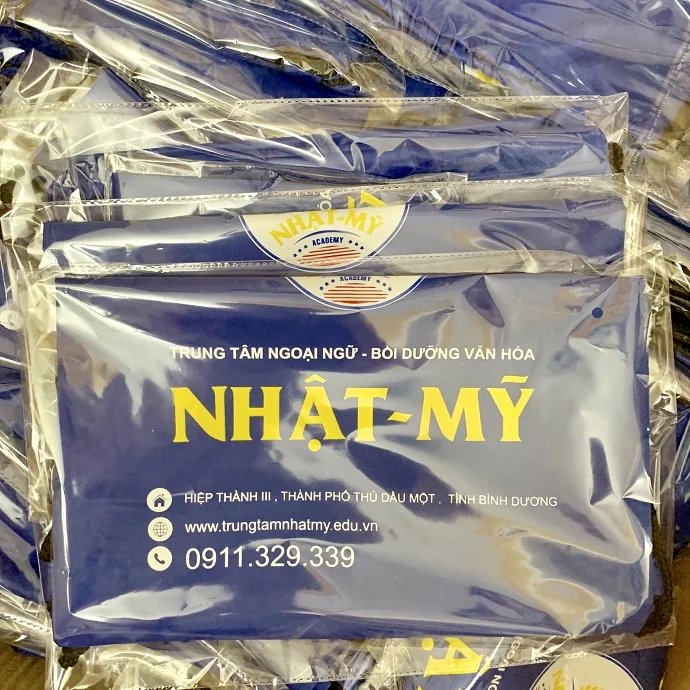 NHẬT-MỸ
ACADEMY
ACADEMY
TRUNG TÂM NGOẠI NGỮ - BỒI DƯỠNG VĂN HÓA
NHẬT-MỸ
HIỆP THÀNH III , THÀNH PHỐ THỦ DẦU MỘT , TỈNH BÌNH DƯƠNG
www.trungtamnhatmy.edu.vn
0911.329.339